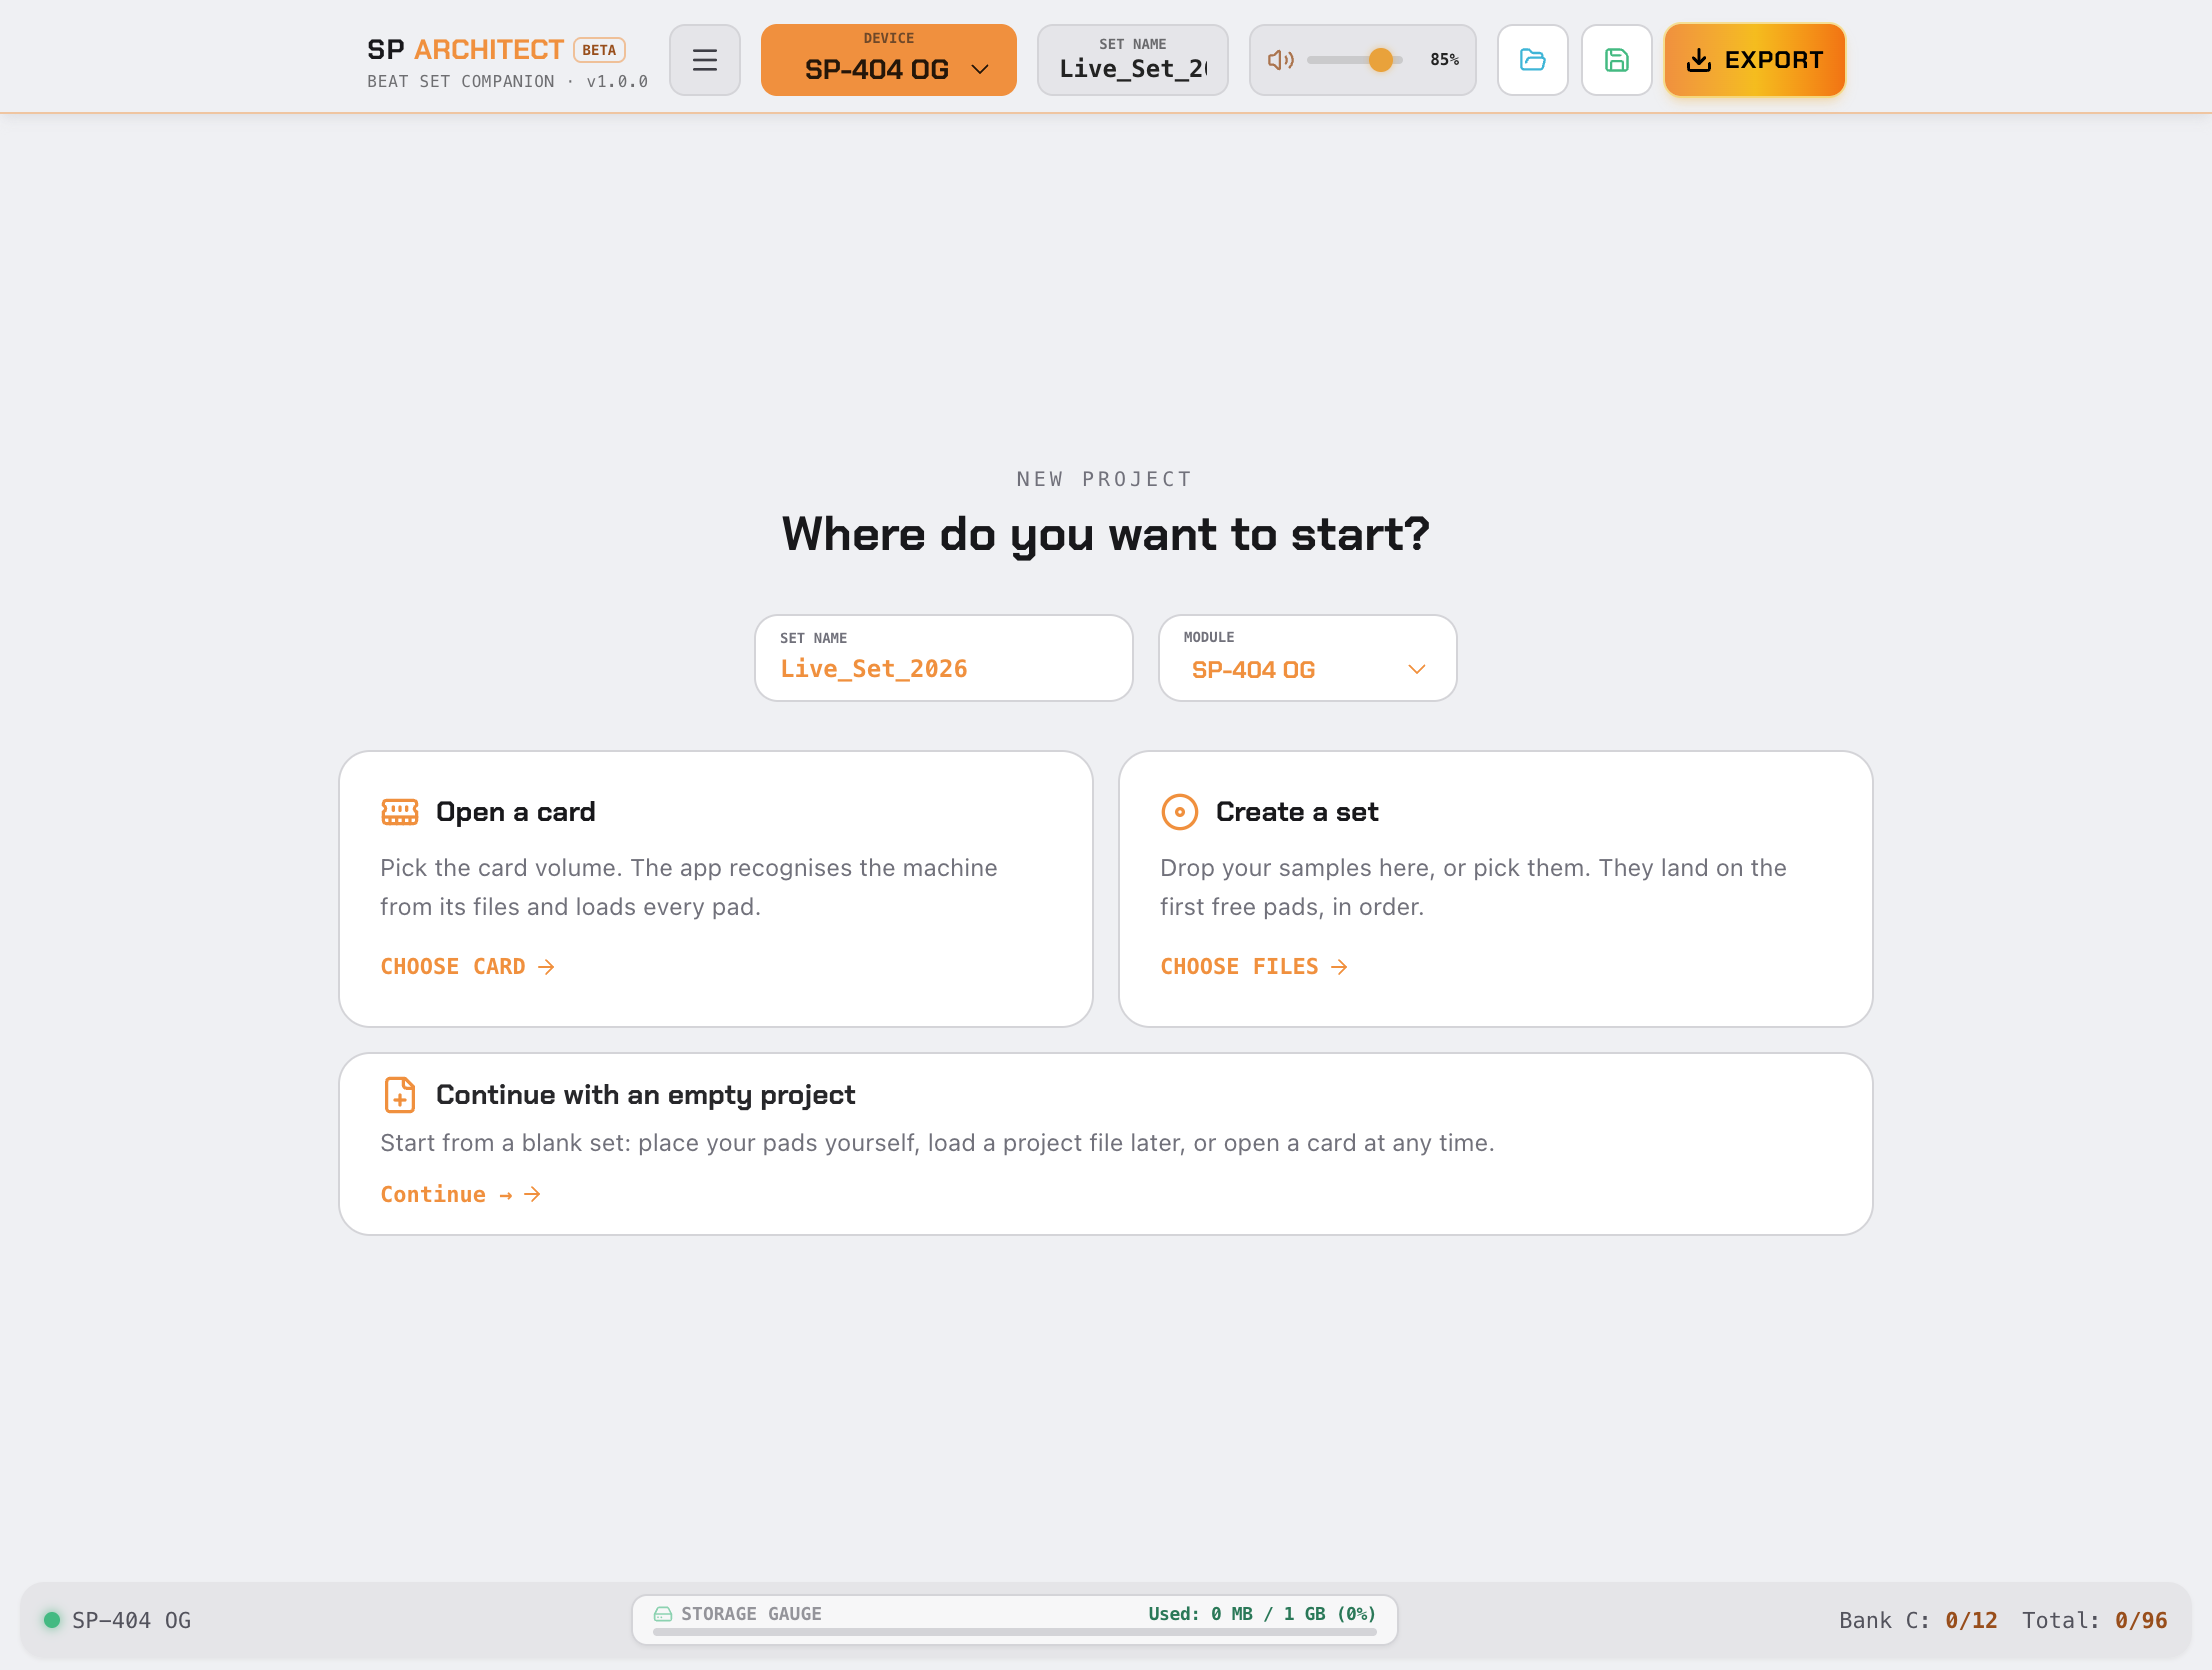 SP ARCHITECT BETA
BEAT SET COMPANION · v1.0.0
DEVICE
SP-404 OG
SET NAME
Live_Set_2
85%
EXPORT
NEW PROJECT
Where do you want to start?
SET NAME
Live_Set_2026
MODULE
SP-404 OG
Open a card
Pick the card volume. The app recognises the machine
from its files and loads every pad.
CHOOSE CARD →
Create a set
Drop your samples here, or pick them. They land on the
first free pads, in order.
CHOOSE FILES →
Continue with an empty project
Start from a blank set: place your pads yourself, load a project file later, or open a card at any time.
Continue → →
SP-404 OG
STORAGE GAUGE
Used: 0 MB / 1 GB (0%)
Bank C: 0/12 Total: 0/96